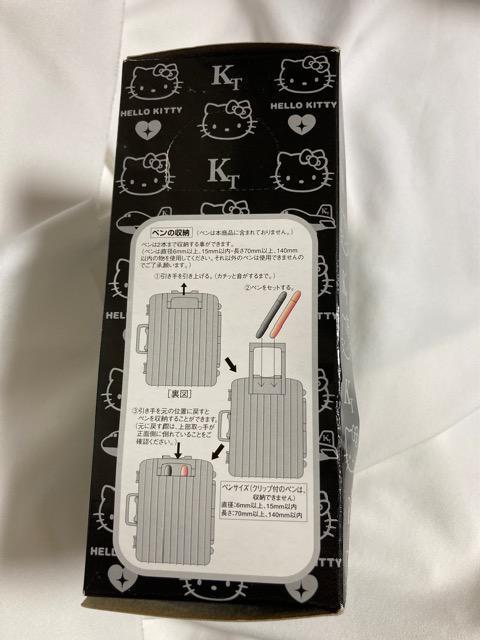 KT
HELLO KITTY
HELLO KITTY
KT
ペンの収納 (ペンは本商品に含まれておりません。)
ペンは2本まで収納する事ができます。
(ペンは直径6mm以上、15mm以内・長さ70mm以上、140mm
以内の物を使用してください。それ以外のペンは使用できませんの
でご了承願います。)
①引き手を引き上げる。(カチッと音がするまで。)
②ペンをセットする。
[裏図]
③引き手を元の位置に戻すと
ペンを収納することができます。
(元に戻す際は、上部取っ手が
正面側に倒れていることをご
確認ください。)
ペンサイズ(クリップ付のペンは、
収納できません)
直径:6mm以上、15mm以内
長さ:70mm以上、140mm以内
KT
K
HELL
HELL
TTY